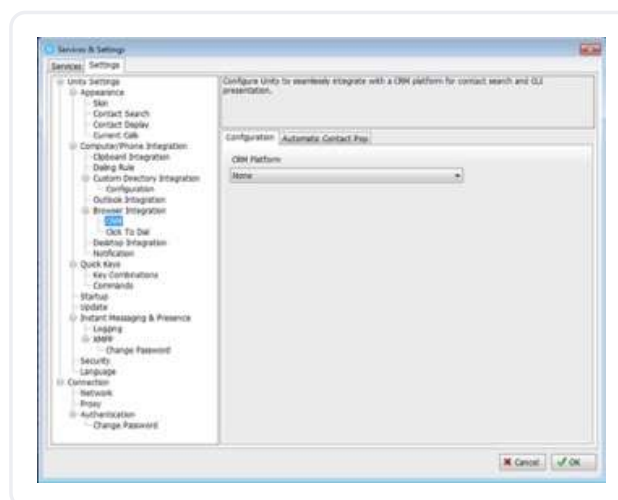 Services & Settings
Services Settings
Unity Settings
Appearance
Skin
Contact Search
Contact Display
Current Calls
Computer/Phone Integration
Clipboard Integration
Dialing Rule
Custom Directory Integration
Configuration
Outlook Integration
Browser Integration
CRM
Click To Dial
Desktop Integration
Notification
Quick Keys
Key Combinations
Commands
Startup
Update
Instant Messaging & Presence
Logging
XMPP
Change Password
Security
Language
Connection
Network
Proxy
Authentication
Change Password
Configure Unity to seamlessly integrate with a CRM platform for contact search and CLI
presentation.
Configuration Automatic Contact Pop
CRM Platform
None
Cancel OK